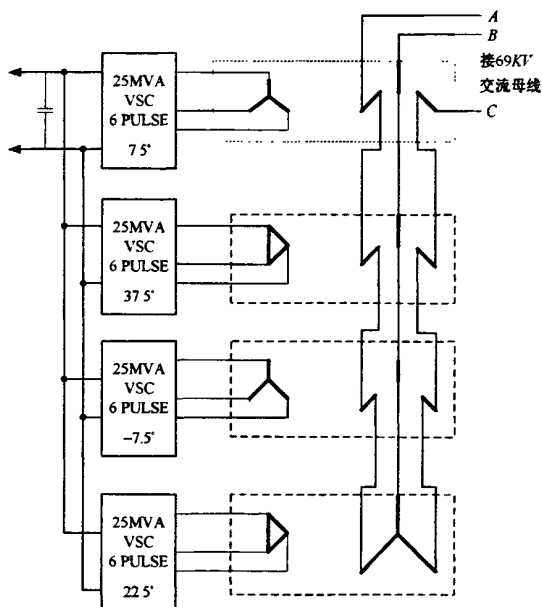 A
B
接69KV
交流母线
C
25MVA
VSC
6 PULSE
7 5°
25MVA
VSC
6 PULSE
37 5°
25MVA
VSC
6 PULSE
-7.5°
25MVA
VSC
6 PULSE
22 5°